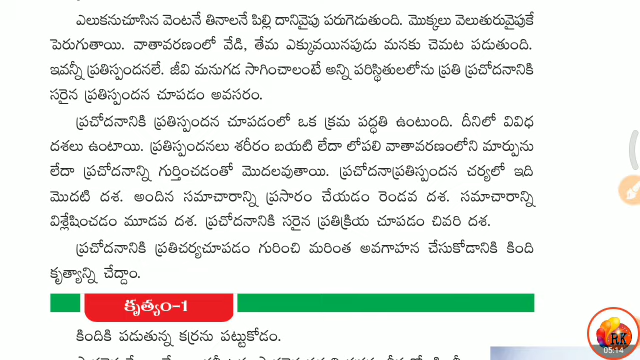 ఎలుకనుచూసిన వెంటనే తినాలనే పిల్లి దానివైపు పరుగెడుతుంది. మొక్కలు వెలుతురువైపుకే
పెరుగుతాయి. వాతావరణంలో వేడి, తేమ ఎక్కువయినపుడు మనకు చెమట పడుతుంది.
ఇవన్నీ ప్రతిస్పందనలే. జీవి మనుగడ సాగించాలంటే అన్ని పరిస్థితులలోను ప్రతి ప్రచోదనానికి
సరైన ప్రతిస్పందన చూపడం అవసరం.
ప్రచోదనానికి ప్రతిస్పందన చూపడంలో ఒక క్రమ పద్ధతి ఉంటుంది. దీనిలో వివిధ
దశలు ఉంటాయి. ప్రతిస్పందనలు శరీరం బయటి లేదా లోపలి వాతావరణంలోని మార్పును
లేదా ప్రచోదనాన్ని గుర్తించడంతో మొదలవుతాయి. ప్రచోదనాప్రతిస్పందన చర్యలో ఇది
మొదటి దశ. అందిన సమాచారాన్ని ప్రసారం చేయడం రెండవ దశ. సమాచారాన్ని
విశ్లేషించడం మూడవ దశ. ప్రచోదనానికి సరైన ప్రతిక్రియ చూపడం చివరి దశ.
ప్రచోదనానికి ప్రతిచర్యచూపడం గురించి మరింత అవగాహన చేసుకోడానికి కింది
కృత్యాన్ని చేద్దాం.
కృత్యం-1
కిందికి పడుతున్న కర్రను పట్టుకోడం.
RK
05:14